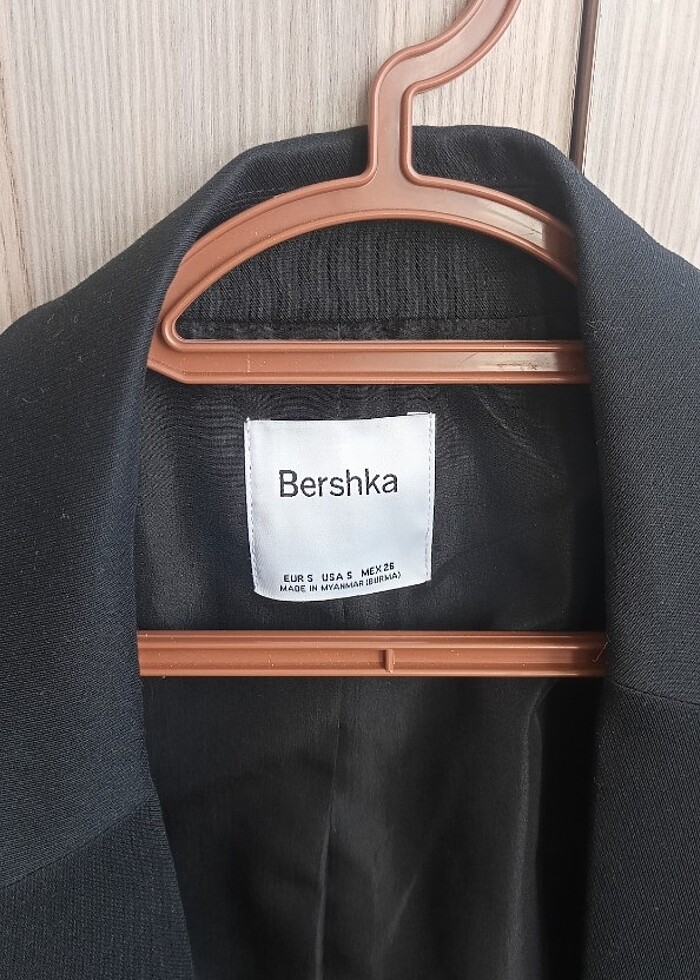 Bershka
EUR S USA S MEX 26
MADE IN MYANMAR (BURMA)